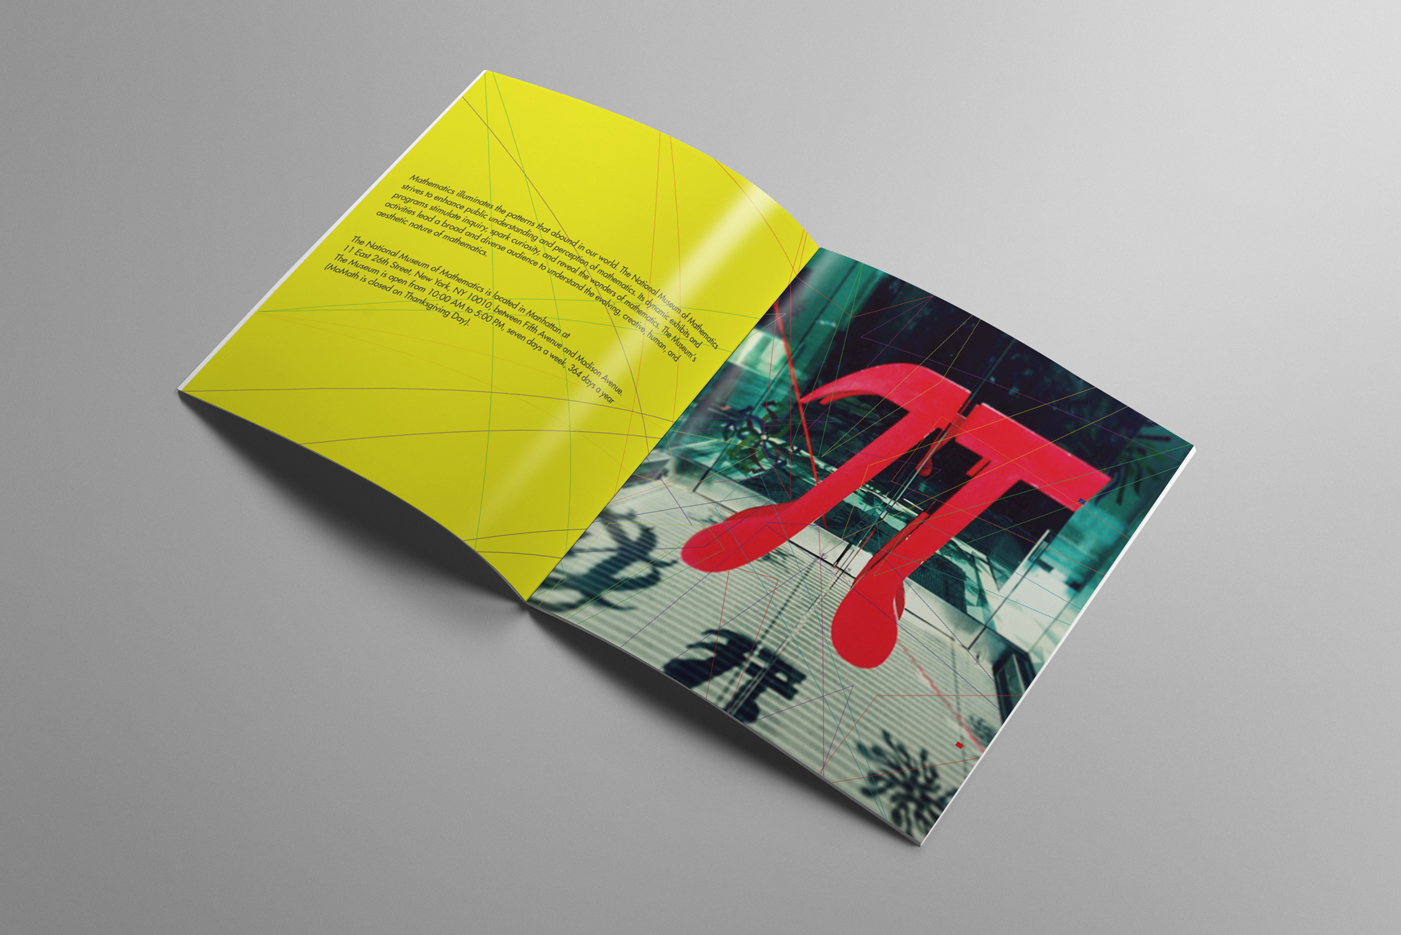 Mathematics illuminates the patterns that abound in our world. The National Museum of Mathematics
strives to enhance public understanding and perception of mathematics. Its dynamic exhibits and
programs stimulate inquiry, spark curiosity, and reveal the wonders of mathematics. The Museum's
activities lead a broad and diverse audience to understand the evolving, creative, human, and
aesthetic nature of mathematics.
The National Museum of Mathematics is located in Manhattan at
11 East 26th Street, New York, NY 10010, between Fifth Avenue and Madison Avenue.
The Museum is open from 10:00 AM to 5:00 PM, seven days a week, 364 days a year
(MoMath is closed on Thanksgiving Day).
π